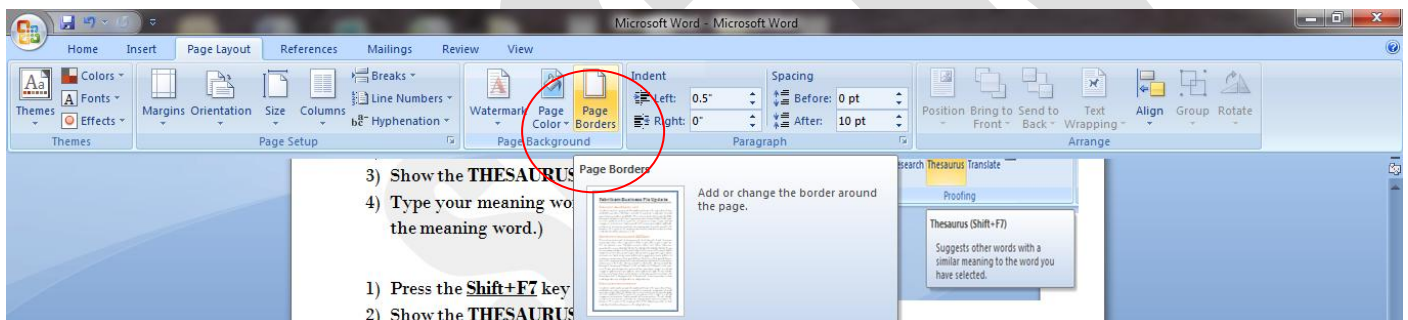 Microsoft Word - Microsoft Word
Home Insert Page Layout References Mailings Review View
Themes
Colors
Fonts
Effects
Themes
Margins Orientation Size Columns
Breaks
Line Numbers
Hyphenation
Page Setup
Watermark Page Color Page Borders
Page Background
Indent
Left: 0.5"
Right: 0"
Spacing
Before: 0 pt
After: 10 pt
Paragraph
Position Bring to Front Send to Back Text Wrapping Align Group Rotate
Arrange
3) Show the THESAURUS
4) Type your meaning wo
the meaning word.)
1) Press the Shift+F7 key
2) Show the THESAURUS
Page Borders
Add or change the border around
the page.
search Thesaurus Translate
Proofing
Thesaurus (Shift+F7)
Suggests other words with a
similar meaning to the word you
have selected.